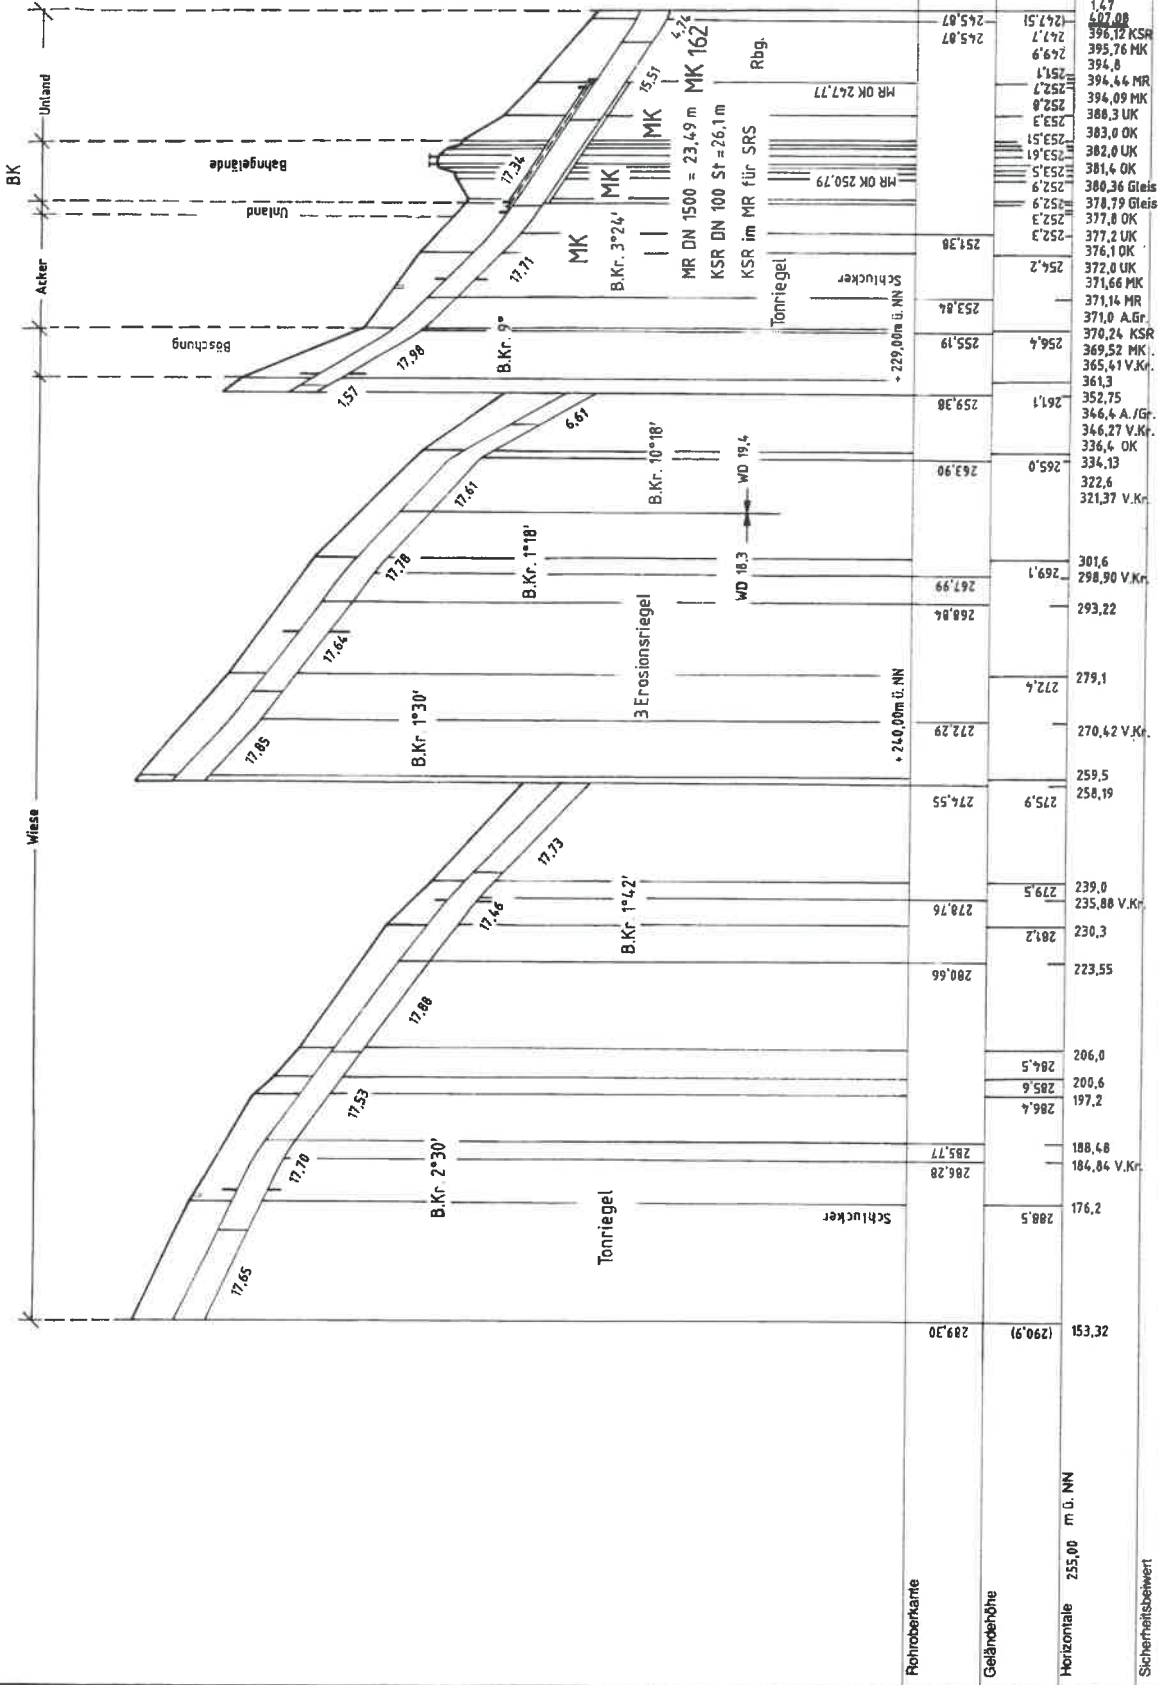 BK
Wiese
Acker
Unland
Böschung
Unland
Bahngelände
17,65
17,70
17,53
17,88
17,46
17,73
17,85
17,64
17,78
17,61
6,61
1,57
17,98
17,71
17,34
15,51
4,74
B.Kr. 2°30'
B.Kr. 1°42'
B.Kr. 1°30'
B.Kr. 1°18'
B.Kr. 10°18'
B.Kr. 9°
B.Kr. 3°24'
MK
MK
MK
MK 162
Rbg.
MR DN 1500 = 23,49 m
KSR DN 100 St = 26,1 m
KSR im MR für SRS
Tonriegel
3 Erosionsriegel
Tonriegel
WD 18,3
WD 19,4
Schlucker
Schlucker
+ 240,00m ü. NN
+ 229,00m ü. NN
MR OK 250,79
MR OK 247,77
Rohroberkante
289,30
286,28
285,77
280,66
278,76
274,55
272,29
268,84
267,99
263,90
259,38
255,19
253,84
251,38
245,87
245,87
Geländehöhe
(290,9)
288,5
286,4
285,6
284,5
281,2
279,5
275,9
272,4
269,1
265,0
261,1
256,4
254,2
252,3
252,3
252,9
252,9
253,5
253,61
253,51
253,3
252,8
252,7
251,1
249,9
247,7
(247,5)
Horizontale 255,00 m ü. NN
153,32
176,2
184,84 V.Kr.
188,48
197,2
200,6
206,0
223,55
230,3
235,88 V.Kr.
239,0
258,19
259,5
270,42 V.Kr.
279,1
293,22
298,90 V.Kr.
301,6
321,37 V.Kr.
322,6
334,13
336,4 OK
346,27 V.Kr.
346,4 A./Gr.
352,75
361,3
365,41 V.Kr.
369,52 MK
370,24 KSR
371,0 A.Gr.
371,14 MR
371,66 MK
372,0 UK
376,1 OK
377,2 UK
377,8 OK
378,79 Gleis
380,36 Gleis
381,4 OK
382,0 UK
383,0 OK
388,3 UK
394,09 MK
394,44 MR
394,8
395,76 MK
396,12 KSR
407,08
1,47
Sicherheitsbeiwert